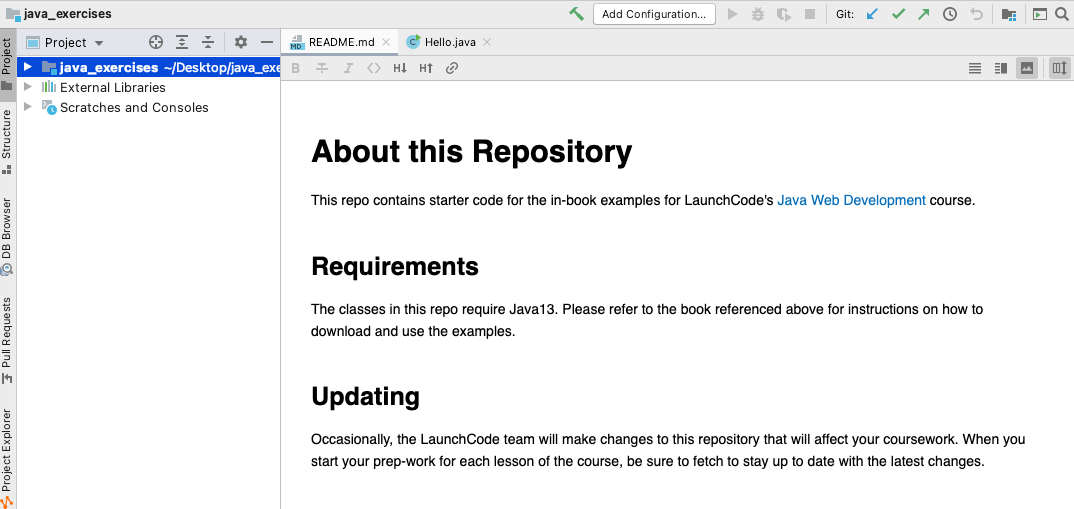 java_exercises
Add Configuration...
Git:
Project
README.md
Hello.java
java_exercises ~/Desktop/java_exe
External Libraries
Scratches and Consoles
Project
Structure
DB Browser
Pull Requests
Project Explorer
MD
C
B I <> H↓ H↑
About this Repository
This repo contains starter code for the in-book examples for LaunchCode's Java Web Development course.
Requirements
The classes in this repo require Java13. Please refer to the book referenced above for instructions on how to
download and use the examples.
Updating
Occasionally, the LaunchCode team will make changes to this repository that will affect your coursework. When you
start your prep-work for each lesson of the course, be sure to fetch to stay up to date with the latest changes.